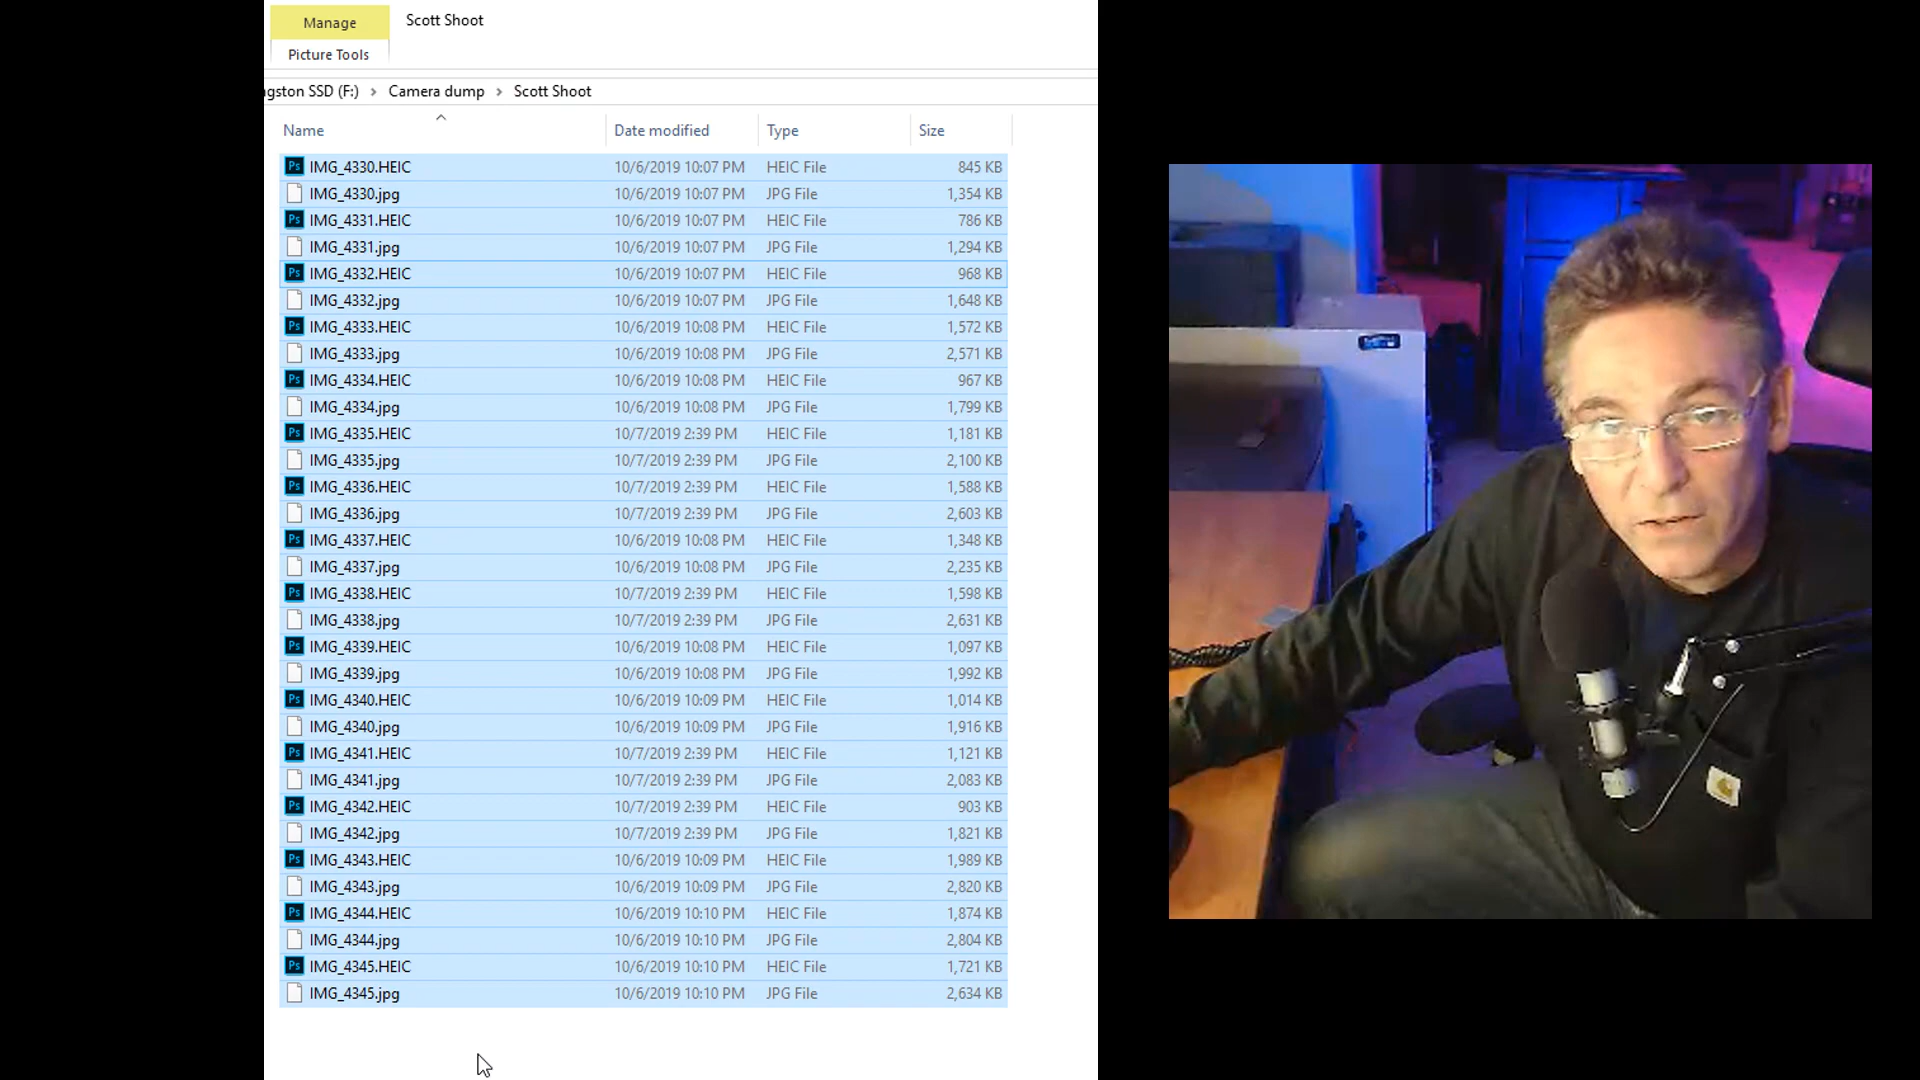 Manage
Scott Shoot
Picture Tools
gston SSD (F:) > Camera dump > Scott Shoot
Name Date modified Type Size
Ps IMG_4330.HEIC 10/6/2019 10:07 PM HEIC File 845 KB
IMG_4330.jpg 10/6/2019 10:07 PM JPG File 1,354 KB
Ps IMG_4331.HEIC 10/6/2019 10:07 PM HEIC File 786 KB
IMG_4331.jpg 10/6/2019 10:07 PM JPG File 1,294 KB
Ps IMG_4332.HEIC 10/6/2019 10:07 PM HEIC File 968 KB
IMG_4332.jpg 10/6/2019 10:07 PM JPG File 1,648 KB
Ps IMG_4333.HEIC 10/6/2019 10:08 PM HEIC File 1,572 KB
IMG_4333.jpg 10/6/2019 10:08 PM JPG File 2,571 KB
Ps IMG_4334.HEIC 10/6/2019 10:08 PM HEIC File 967 KB
IMG_4334.jpg 10/6/2019 10:08 PM JPG File 1,799 KB
Ps IMG_4335.HEIC 10/7/2019 2:39 PM HEIC File 1,181 KB
IMG_4335.jpg 10/7/2019 2:39 PM JPG File 2,100 KB
Ps IMG_4336.HEIC 10/7/2019 2:39 PM HEIC File 1,588 KB
IMG_4336.jpg 10/7/2019 2:39 PM JPG File 2,603 KB
Ps IMG_4337.HEIC 10/6/2019 10:08 PM HEIC File 1,348 KB
IMG_4337.jpg 10/6/2019 10:08 PM JPG File 2,235 KB
Ps IMG_4338.HEIC 10/7/2019 2:39 PM HEIC File 1,598 KB
IMG_4338.jpg 10/7/2019 2:39 PM JPG File 2,631 KB
Ps IMG_4339.HEIC 10/6/2019 10:08 PM HEIC File 1,097 KB
IMG_4339.jpg 10/6/2019 10:08 PM JPG File 1,992 KB
Ps IMG_4340.HEIC 10/6/2019 10:09 PM HEIC File 1,014 KB
IMG_4340.jpg 10/6/2019 10:09 PM JPG File 1,916 KB
Ps IMG_4341.HEIC 10/7/2019 2:39 PM HEIC File 1,121 KB
IMG_4341.jpg 10/7/2019 2:39 PM JPG File 2,083 KB
Ps IMG_4342.HEIC 10/7/2019 2:39 PM HEIC File 903 KB
IMG_4342.jpg 10/7/2019 2:39 PM JPG File 1,821 KB
Ps IMG_4343.HEIC 10/6/2019 10:09 PM HEIC File 1,989 KB
IMG_4343.jpg 10/6/2019 10:09 PM JPG File 2,820 KB
Ps IMG_4344.HEIC 10/6/2019 10:10 PM HEIC File 1,874 KB
IMG_4344.jpg 10/6/2019 10:10 PM JPG File 2,804 KB
Ps IMG_4345.HEIC 10/6/2019 10:10 PM HEIC File 1,721 KB
IMG_4345.jpg 10/6/2019 10:10 PM JPG File 2,634 KB